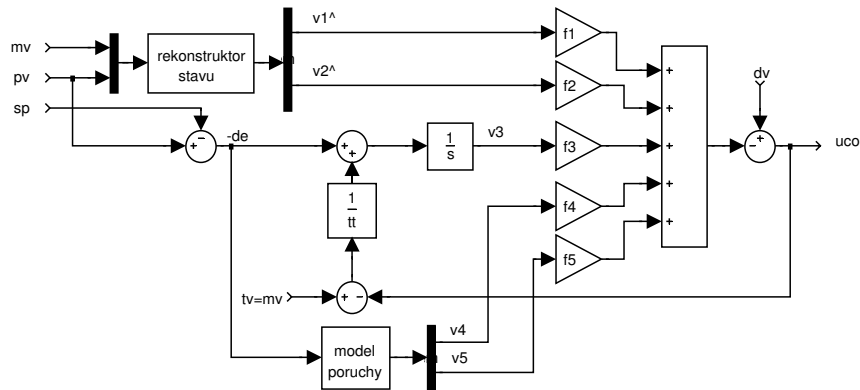 mv
pv
sp
rekonstruktor
stavu
v1^
v2^
f1
f2
+
+
+
+
+
dv
+ −
-de
+
+
1
s
v3
f3
−
+
uco
1
tt
f4
f5
tv=mv
+ −
model
poruchy
v4
v5